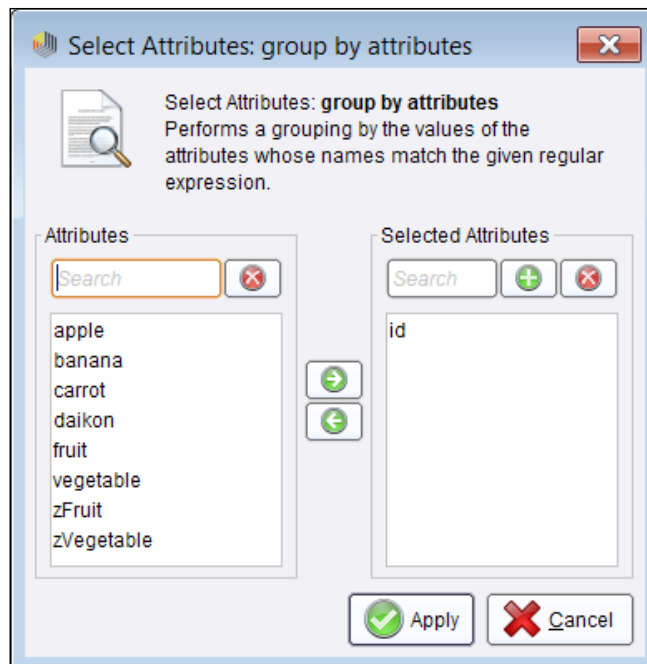 Select Attributes: group by attributes
Select Attributes: group by attributes
Performs a grouping by the values of the
attributes whose names match the given regular
expression.
Attributes
Search
apple
banana
carrot
daikon
fruit
vegetable
zFruit
zVegetable
Selected Attributes
Search
id
Apply
Cancel